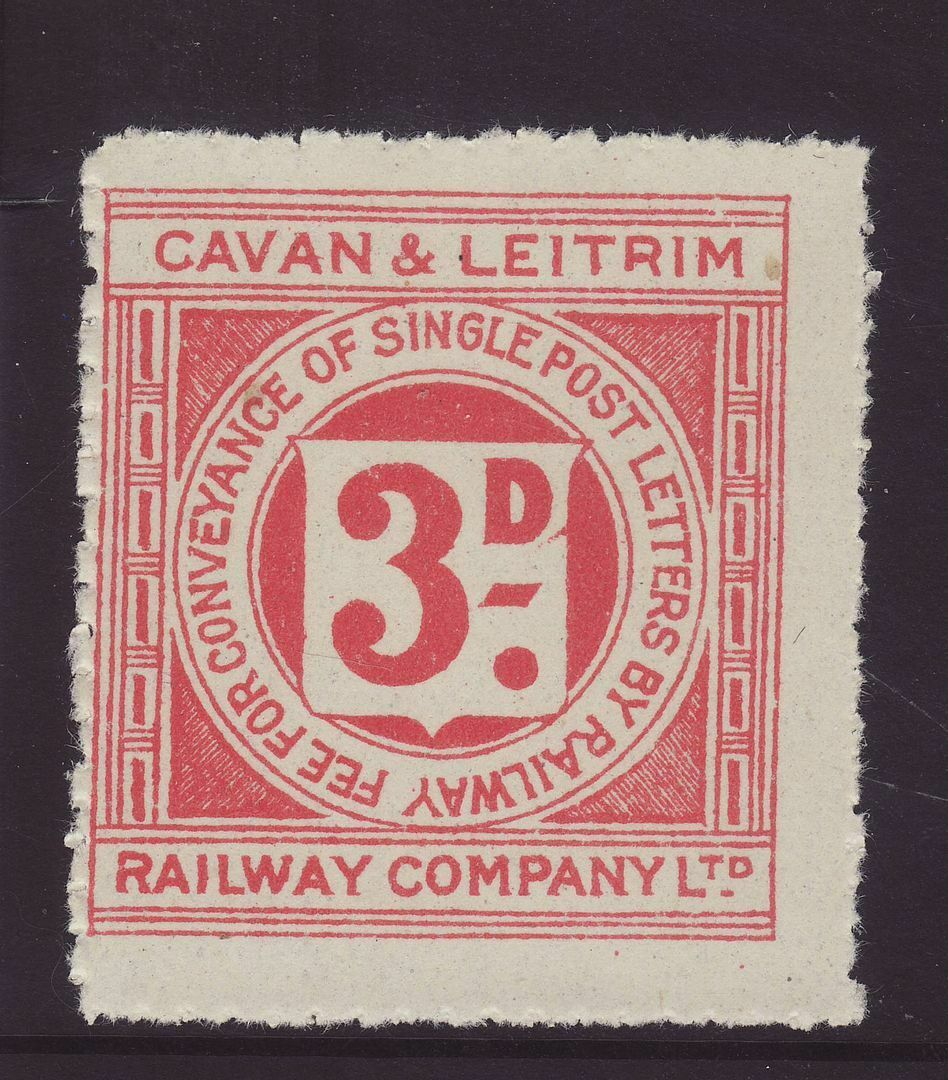 CAVAN & LEITRIM
FEE FOR CONVEYANCE OF SINGLE POST LETTERS BY RAILWAY
3D.
RAILWAY COMPANY LTD